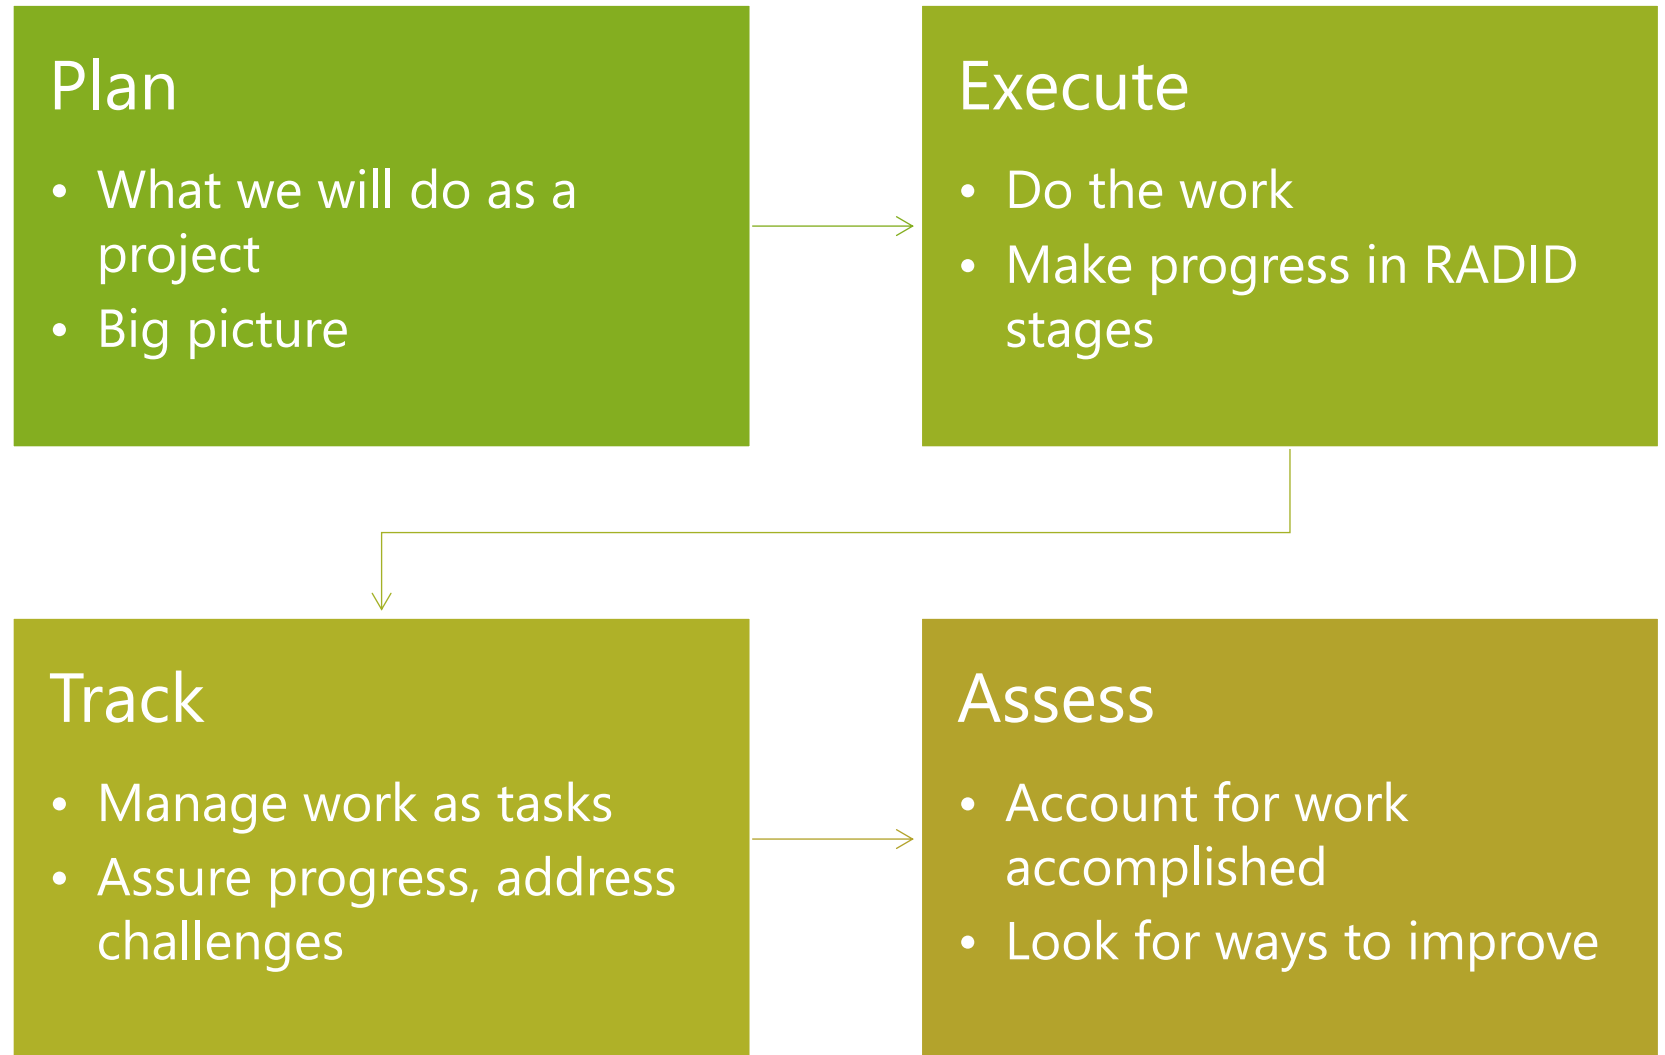 Plan
• What we will do as a
project
• Big picture
Execute
• Do the work
• Make progress in RADID
stages
Track
• Manage work as tasks
• Assure progress, address
challenges
Assess
• Account for work
accomplished
• Look for ways to improve